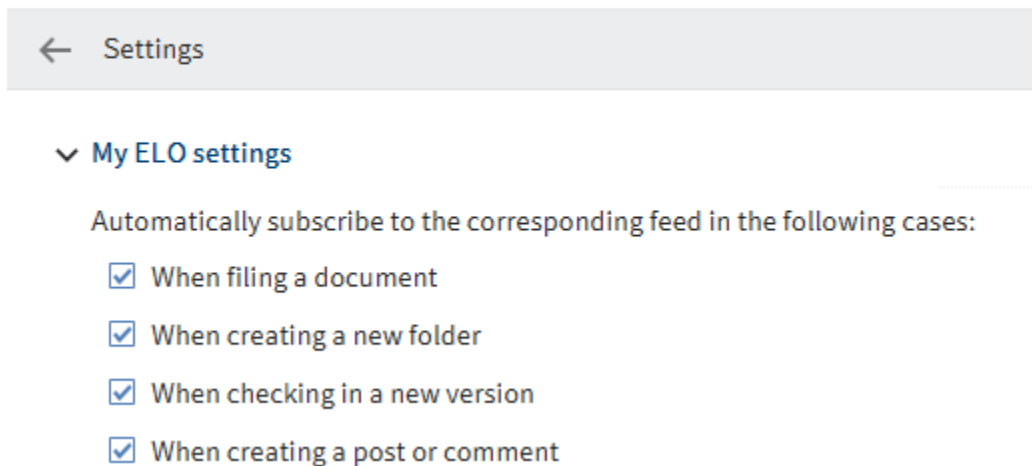 Settings
My ELO settings
Automatically subscribe to the corresponding feed in the following cases:
When filing a document
When creating a new folder
When checking in a new version
When creating a post or comment